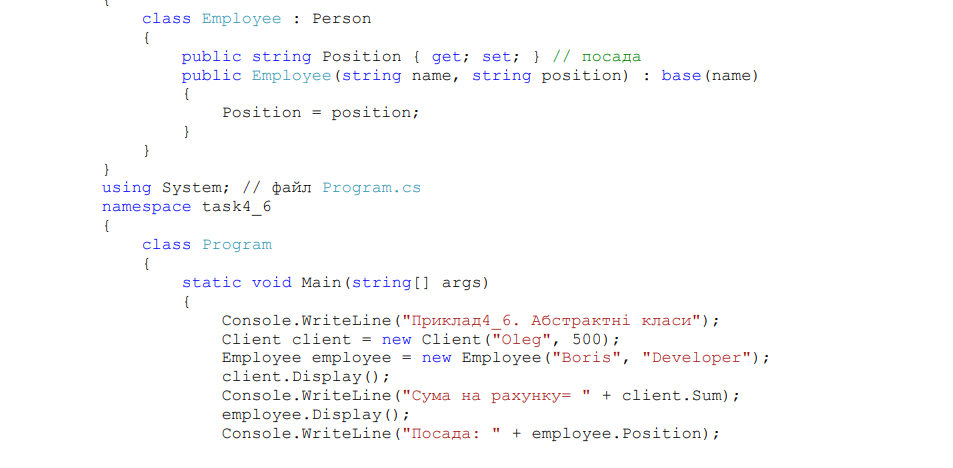 {
class Employee : Person
{
public string Position { get; set; } // посада
public Employee(string name, string position) : base(name)
{
Position = position;
}
}
}
using System; // файл Program.cs
namespace task4_6
{
class Program
{
static void Main(string[] args)
{
Console.WriteLine("Приклад4_6. Абстрактні класи");
Client client = new Client("Oleg", 500);
Employee employee = new Employee("Boris", "Developer");
client.Display();
Console.WriteLine("Сума на рахунку= " + client.Sum);
employee.Display();
Console.WriteLine("Посада: " + employee.Position);